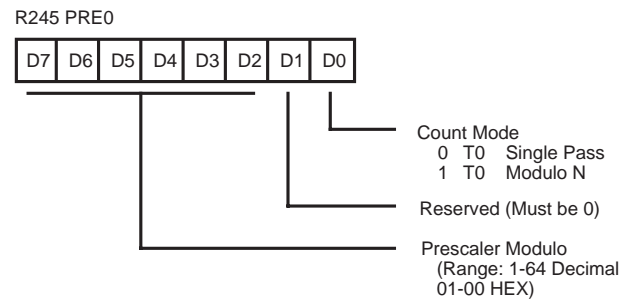 R245 PRE0
D7 D6 D5 D4 D3 D2 D1 D0
Count Mode
0 T0 Single Pass
1 T0 Modulo N
Reserved (Must be 0)
Prescaler Modulo
(Range: 1-64 Decimal
01-00 HEX)